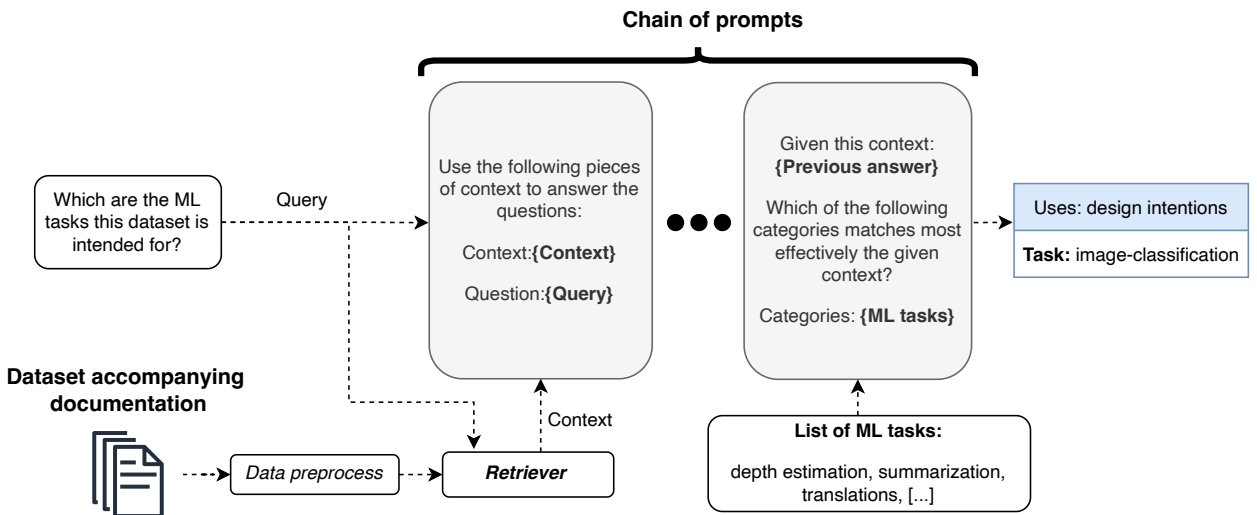 Chain of prompts
Which are the ML
tasks this dataset is
intended for?
Query
Use the following pieces
of context to answer the
questions:
Context:{Context}
Question:{Query}
Given this context:
{Previous answer}
Which of the following
categories matches most
effectively the given
context?
Categories: {ML tasks}
Uses: design intentions
Task: image-classification
Dataset accompanying
documentation
Data preprocess
Retriever
Context
List of ML tasks:
depth estimation, summarization,
translations, [...]